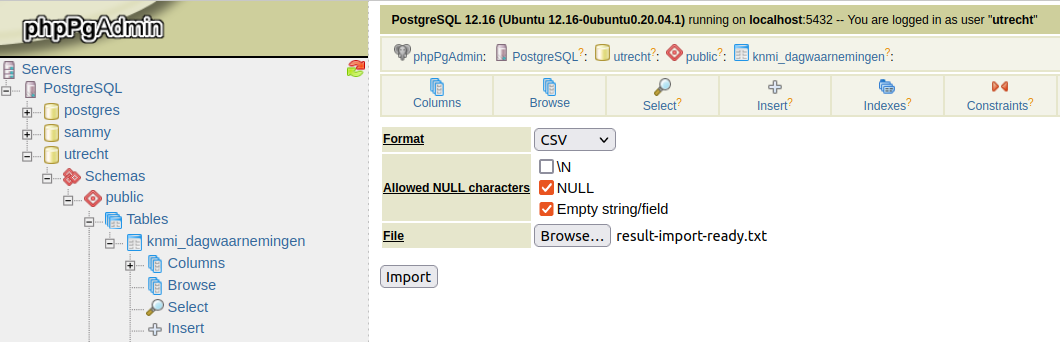 phpPgAdmin
Servers
PostgreSQL
postgres
sammy
utrecht
Schemas
public
Tables
knmi_dagwaarnemingen
Columns
Browse
Select
Insert
PostgreSQL 12.16 (Ubuntu 12.16-0ubuntu0.20.04.1) running on localhost:5432 -- You are logged in as user "utrecht"
phpPgAdmin: PostgreSQL?: utrecht?: public?: knmi_dagwaarnemingen?:
Columns Browse Select? Insert? Indexes? Constraints?
Format CSV
Allowed NULL characters
\N
NULL
Empty string/field
File Browse... result-import-ready.txt
Import